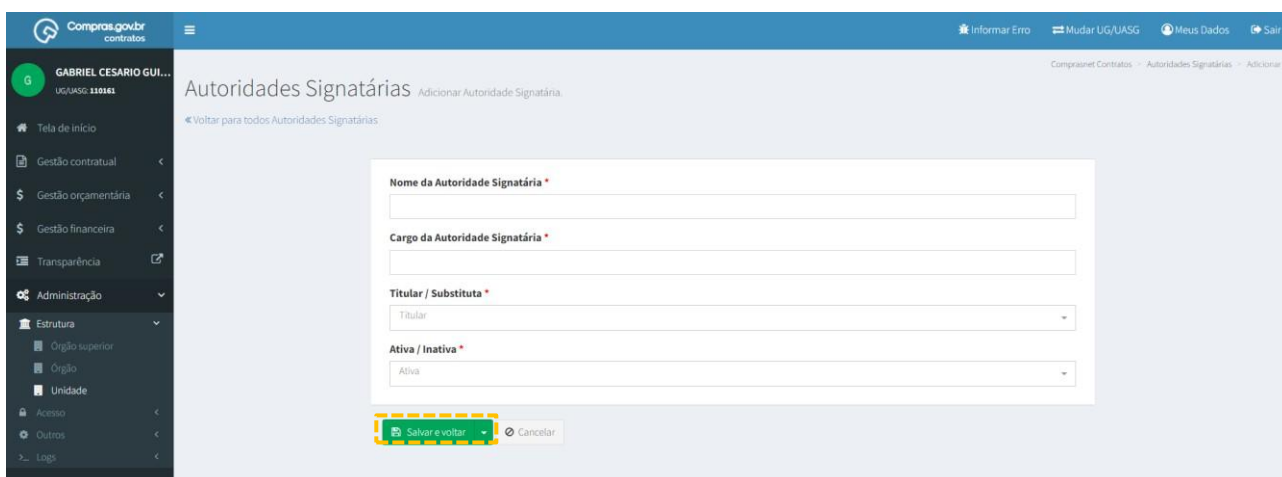 Compras.gov.br
contratos
Informar Erro
Mudar UG/UASG
Meus Dados
Sair
G
GABRIEL CESARIO GUI...
UG/UASG: 110161
Comprasnet Contratos > Autoridades Signatárias > Adicionar
Autoridades Signatárias Adicionar Autoridade Signatária.
Voltar para todos Autoridades Signatárias
Tela de início
Gestão contratual
Gestão orçamentária
Gestão financeira
Transparência
Administração
Estrutura
Órgão superior
Órgão
Unidade
Acesso
Outros
Logs
Nome da Autoridade Signatária *
Cargo da Autoridade Signatária *
Titular / Substituta *
Titular
Ativa / Inativa *
Ativa
Salvar e voltar
Cancelar